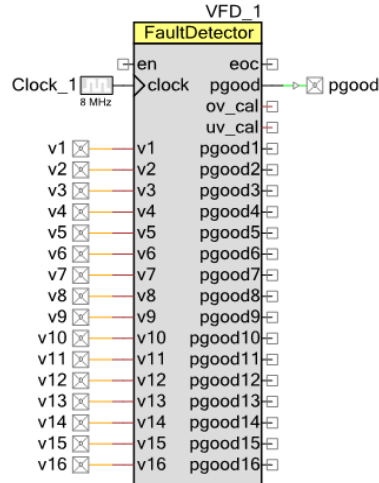 VFD_1
FaultDetector
en eoc
Clock_1 8 MHz clock pgood pgood
ov_cal
uv_cal
v1 v1 pgood1
v2 v2 pgood2
v3 v3 pgood3
v4 v4 pgood4
v5 v5 pgood5
v6 v6 pgood6
v7 v7 pgood7
v8 v8 pgood8
v9 v9 pgood9
v10 v10 pgood10
v11 v11 pgood11
v12 v12 pgood12
v13 v13 pgood13
v14 v14 pgood14
v15 v15 pgood15
v16 v16 pgood16